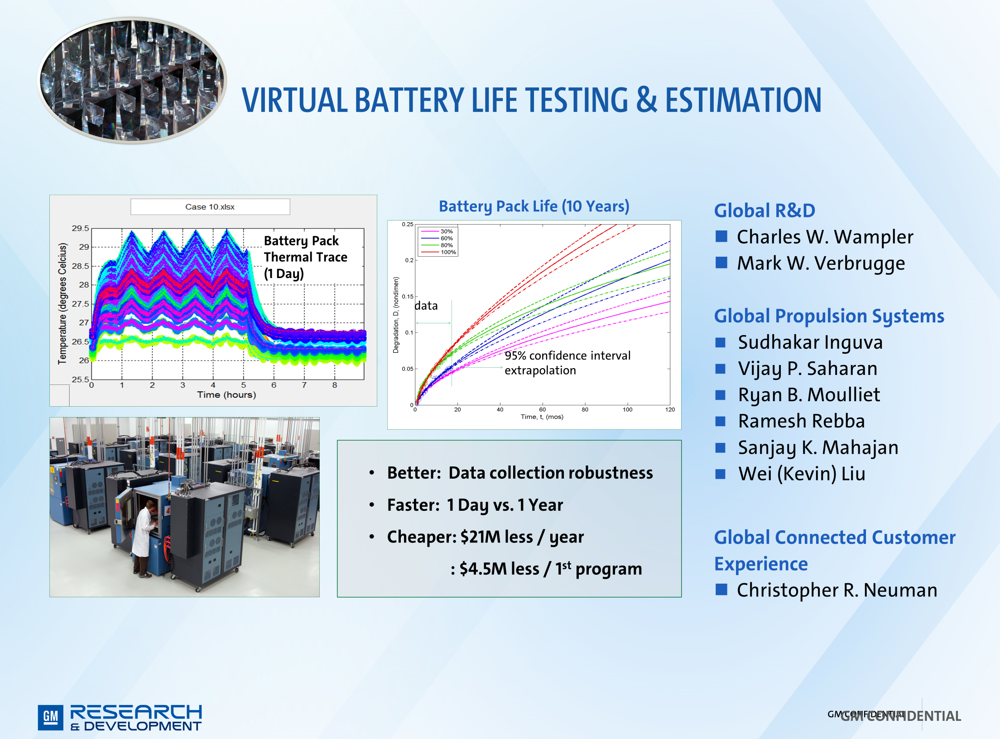 VIRTUAL BATTERY LIFE TESTING & ESTIMATION
Case 10.xlsx
29.5
29
28.5
28
27.5
27
26.5
26
25.5
Temperature (degrees Celcius)
Battery Pack
Thermal Trace
(1 Day)
0 1 2 3 4 5 6 7 8
Time (hours)
Battery Pack Life (10 Years)
0.25
0.2
0.15
0.1
0.05
0
Degradation, D, (nondimen)
30%
60%
80%
100%
data
95% confidence interval
extrapolation
0 20 40 60 80 100 120
Time, t, (mos)
• Better: Data collection robustness
• Faster: 1 Day vs. 1 Year
• Cheaper: $21M less / year
: $4.5M less / 1st program
Global R&D
■ Charles W. Wampler
■ Mark W. Verbrugge
Global Propulsion Systems
■ Sudhakar Inguva
■ Vijay P. Saharan
■ Ryan B. Moulliet
■ Ramesh Rebba
■ Sanjay K. Mahajan
■ Wei (Kevin) Liu
Global Connected Customer
Experience
■ Christopher R. Neuman
GM
RESEARCH
& DEVELOPMENT
GM CONFIDENTIAL
GM CONFIDENTIAL